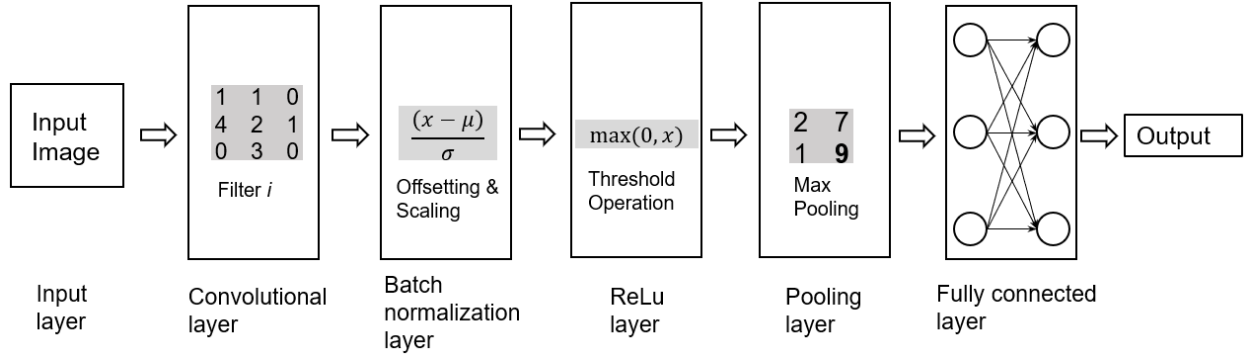 Input
Image
1 1 0
4 2 1
0 3 0
Filter i
(x − μ)
σ
Offsetting &
Scaling
max(0, x)
Threshold
Operation
2 7
1 9
Max
Pooling
Output
Input
layer
Convolutional
layer
Batch
normalization
layer
ReLu
layer
Pooling
layer
Fully connected
layer